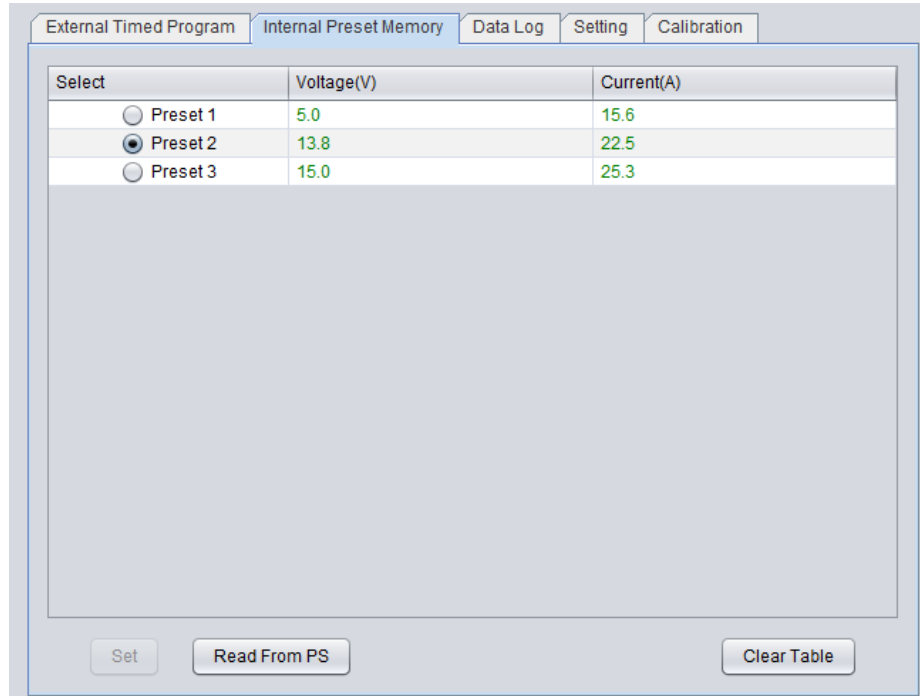 External Timed Program Internal Preset Memory Data Log Setting Calibration
Select Voltage(V) Current(A)
Preset 1 5.0 15.6
Preset 2 13.8 22.5
Preset 3 15.0 25.3
Set Read From PS Clear Table